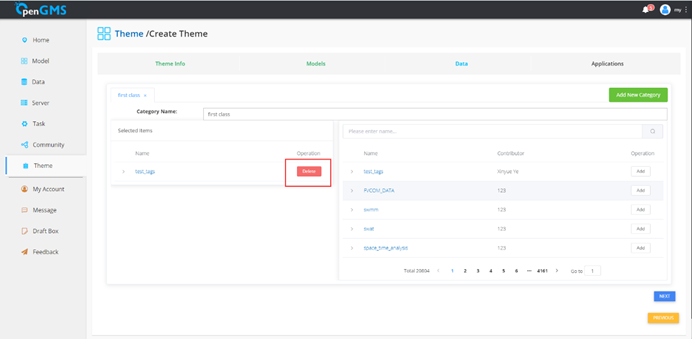 OpenGMS
1
my
Home
Model
Data
Server
Task
Community
Theme
My Account
Message
Draft Box
Feedback
Theme /Create Theme
Theme Info
Models
Data
Applications
first class ×
Add New Category
Category Name:
first class
Selected Items
Name Operation
test_tags Delete
Please enter name...
Name Contributor Operation
test_tags Xinyue Ye Add
FVCOM_DATA 123 Add
swmm 123 Add
swat 123 Add
space_time_analysis 123 Add
Total 20804 < 1 2 3 4 5 6 ··· 4161 > Go to 1
NEXT
PREVIOUS